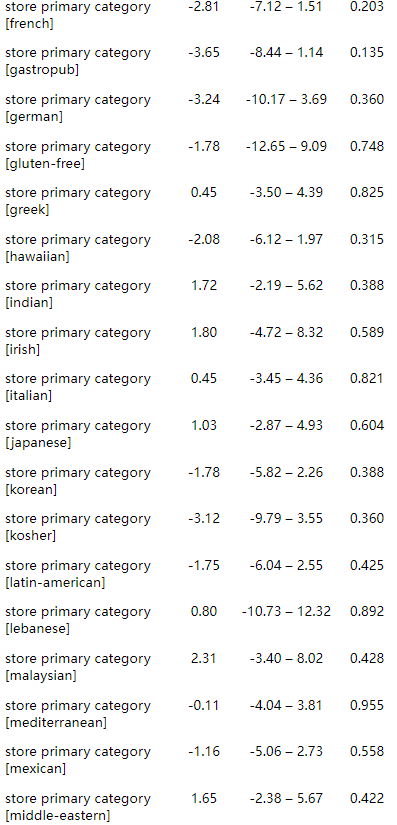 store primary category -2.81 -7.12 – 1.51 0.203
[french]
store primary category -3.65 -8.44 – 1.14 0.135
[gastropub]
store primary category -3.24 -10.17 – 3.69 0.360
[german]
store primary category -1.78 -12.65 – 9.09 0.748
[gluten-free]
store primary category 0.45 -3.50 – 4.39 0.825
[greek]
store primary category -2.08 -6.12 – 1.97 0.315
[hawaiian]
store primary category 1.72 -2.19 – 5.62 0.388
[indian]
store primary category 1.80 -4.72 – 8.32 0.589
[irish]
store primary category 0.45 -3.45 – 4.36 0.821
[italian]
store primary category 1.03 -2.87 – 4.93 0.604
[japanese]
store primary category -1.78 -5.82 – 2.26 0.388
[korean]
store primary category -3.12 -9.79 – 3.55 0.360
[kosher]
store primary category -1.75 -6.04 – 2.55 0.425
[latin-american]
store primary category 0.80 -10.73 – 12.32 0.892
[lebanese]
store primary category 2.31 -3.40 – 8.02 0.428
[malaysian]
store primary category -0.11 -4.04 – 3.81 0.955
[mediterranean]
store primary category -1.16 -5.06 – 2.73 0.558
[mexican]
store primary category 1.65 -2.38 – 5.67 0.422
[middle-eastern]